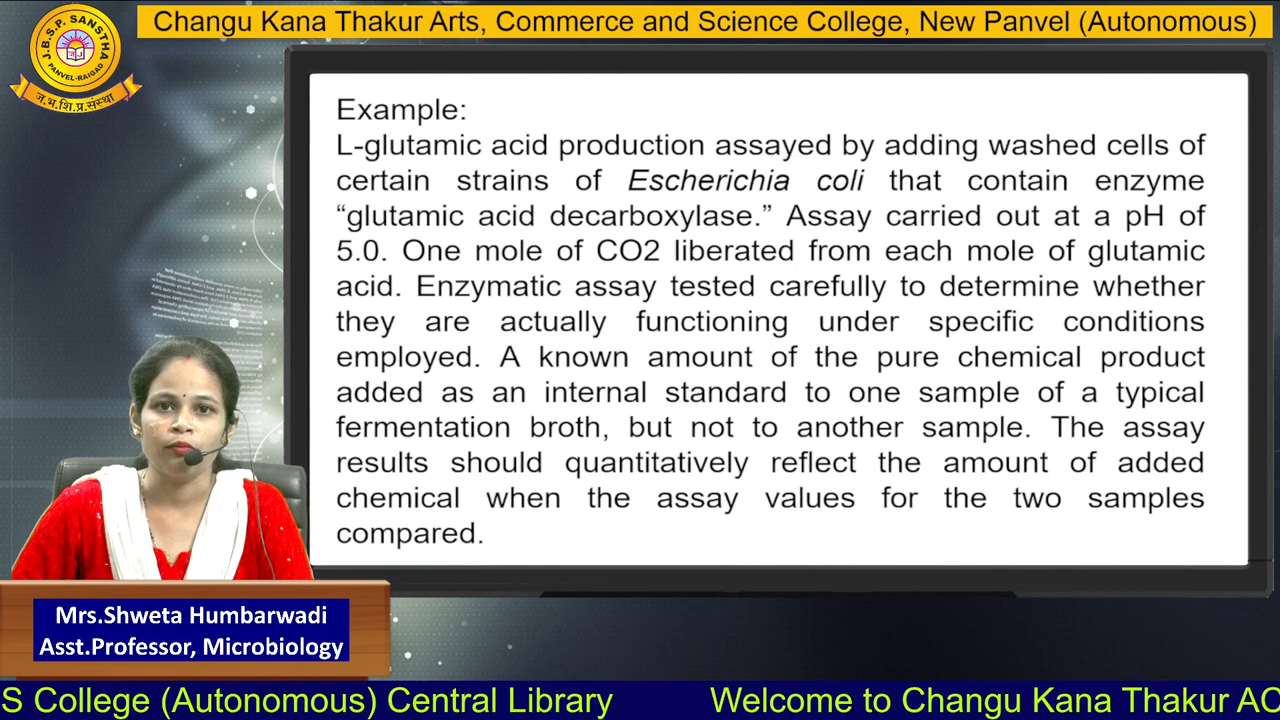 Changu Kana Thakur Arts, Commerce and Science College, New Panvel (Autonomous)
J.B.S.P. SANSTHA
PANVEL-RAIGAD
ज.भ.शि.प्र.संस्था
Example:
L-glutamic acid production assayed by adding washed cells of
certain strains of Escherichia coli that contain enzyme
“glutamic acid decarboxylase.” Assay carried out at a pH of
5.0. One mole of CO2 liberated from each mole of glutamic
acid. Enzymatic assay tested carefully to determine whether
they are actually functioning under specific conditions
employed. A known amount of the pure chemical product
added as an internal standard to one sample of a typical
fermentation broth, but not to another sample. The assay
results should quantitatively reflect the amount of added
chemical when the assay values for the two samples
compared.
Mrs.Shweta Humbarwadi
Asst.Professor, Microbiology
S College (Autonomous) Central Library Welcome to Changu Kana Thakur AC